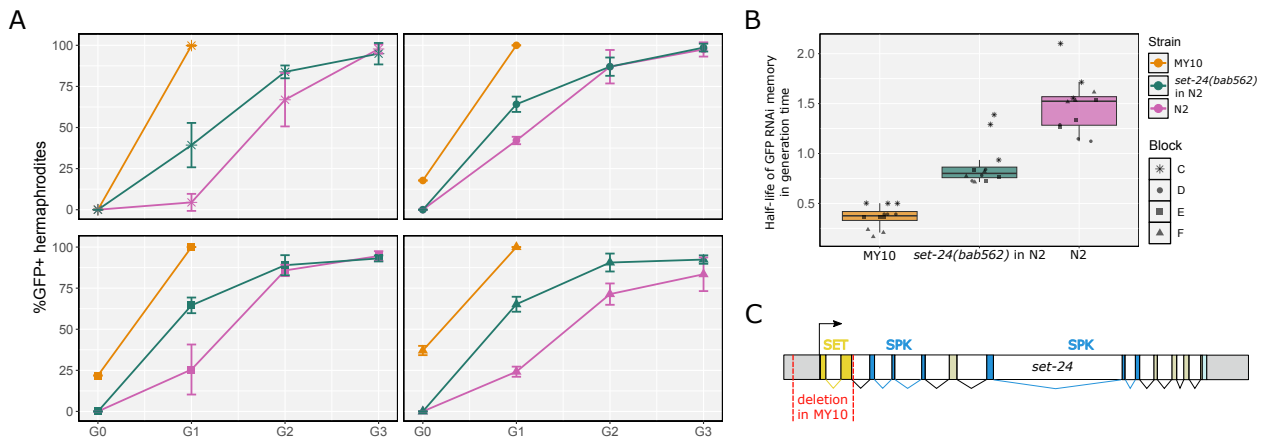 A
%GFP+ hermaphrodites
100
75
50
25
0
100
75
50
25
0
G0
G1
G2
G3
G0
G1
G2
G3
B
Half-life of GFP RNAi memory
in generation time
2.0
1.5
1.0
0.5
MY10
set-24(bab562) in N2
N2
Strain
MY10
set-24(bab562)
in N2
N2
Block
C
D
E
F
C
SET
SPK
SPK
set-24
deletion
in MY10